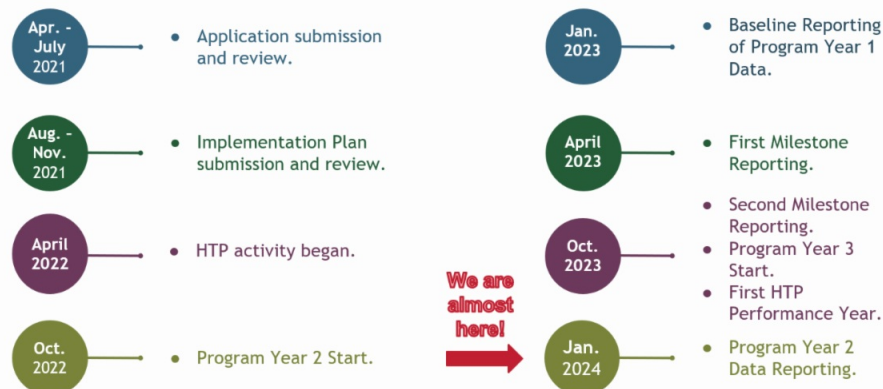 Apr. -
July
2021
• Application submission
and review.
Aug. -
Nov.
2021
• Implementation Plan
submission and review.
April
2022
• HTP activity began.
Oct.
2022
• Program Year 2 Start.
We are
almost
here!
Jan.
2023
• Baseline Reporting
of Program Year 1
Data.
April
2023
• First Milestone
Reporting.
Oct.
2023
• Second Milestone
Reporting.
• Program Year 3
Start.
• First HTP
Performance Year.
Jan.
2024
• Program Year 2
Data Reporting.